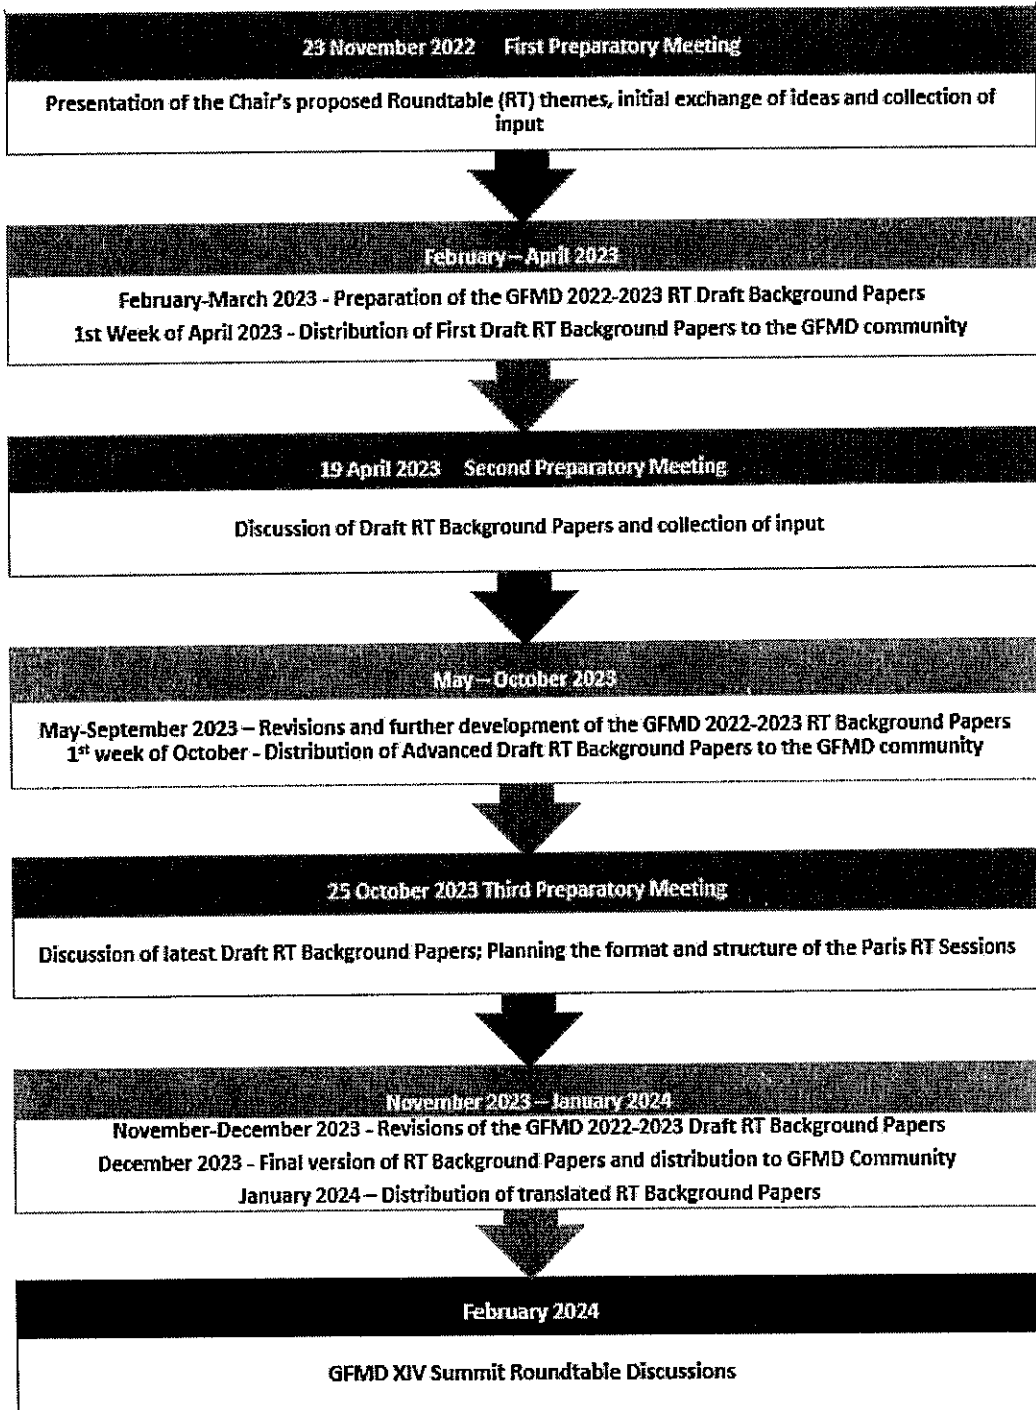 23 November 2022 First Preparatory Meeting
Presentation of the Chair's proposed Roundtable (RT) themes, initial exchange of ideas and collection of
input
February – April 2023
February-March 2023 - Preparation of the GFMD 2022-2023 RT Draft Background Papers
1st Week of April 2023 - Distribution of First Draft RT Background Papers to the GFMD community
19 April 2023 Second Preparatory Meeting
Discussion of Draft RT Background Papers and collection of input
May – October 2023
May-September 2023 – Revisions and further development of the GFMD 2022-2023 RT Background Papers
1st week of October - Distribution of Advanced Draft RT Background Papers to the GFMD community
25 October 2023 Third Preparatory Meeting
Discussion of latest Draft RT Background Papers; Planning the format and structure of the Paris RT Sessions
November 2023 – January 2024
November-December 2023 - Revisions of the GFMD 2022-2023 Draft RT Background Papers
December 2023 - Final version of RT Background Papers and distribution to GFMD Community
January 2024 – Distribution of translated RT Background Papers
February 2024
GFMD XIV Summit Roundtable Discussions